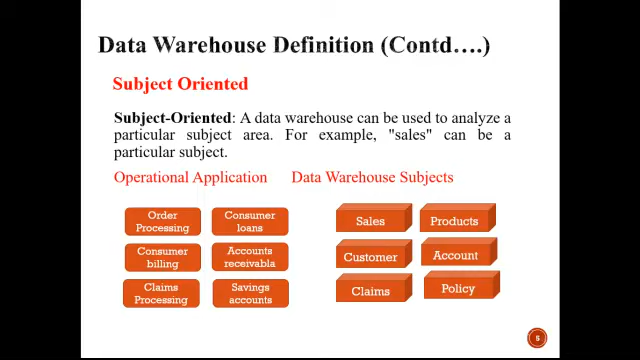 Data Warehouse Definition (Contd….)
Subject Oriented
Subject-Oriented: A data warehouse can be used to analyze a
particular subject area. For example, "sales" can be a
particular subject.
Operational Application Data Warehouse Subjects
Order
Processing
Consumer
loans
Consumer
billing
Accounts
receivabla
Claims
Processing
Savings
accounts
Sales
Products
Customer
Account
Claims
Policy
5